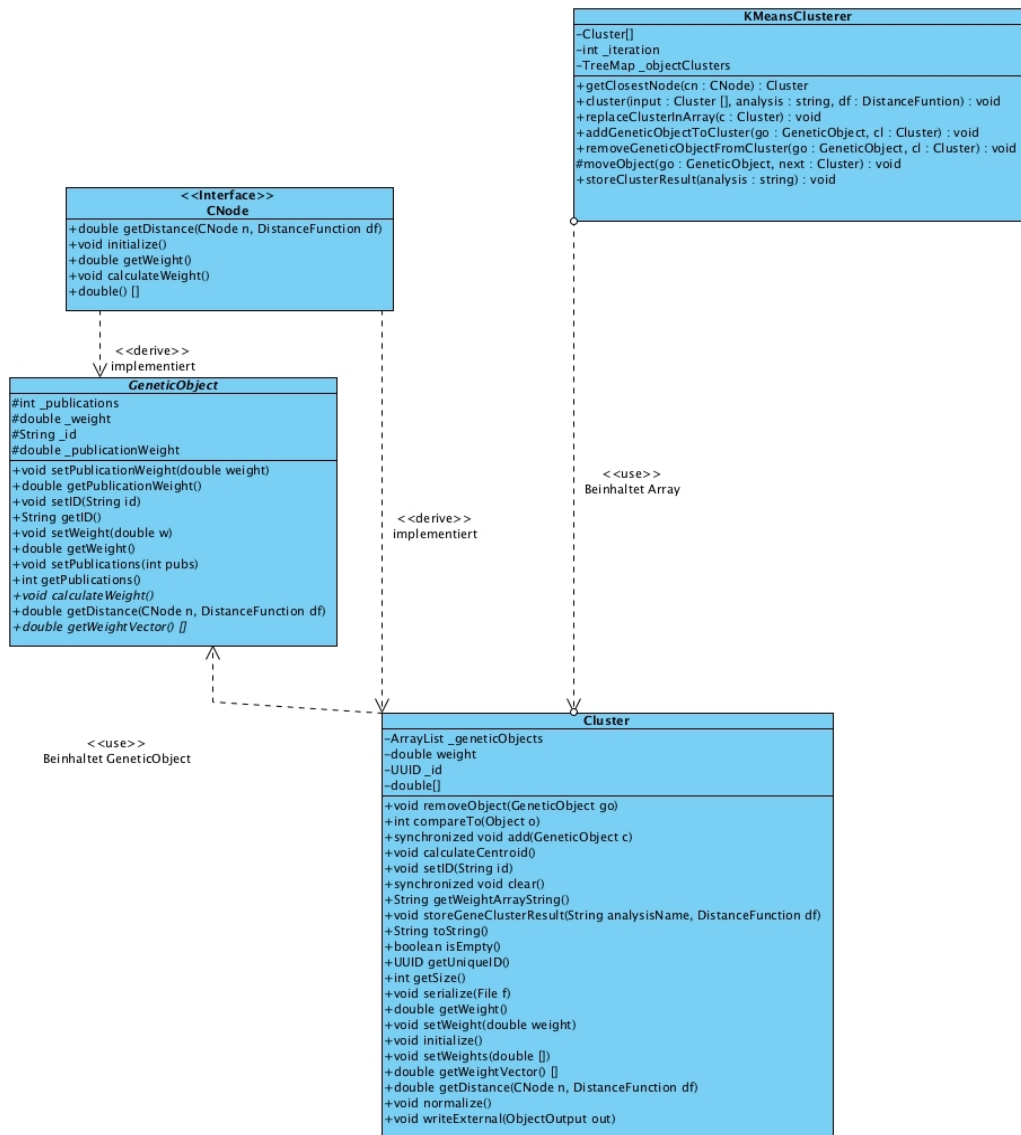 KMeansClusterer
-Cluster[]
-int _iteration
-TreeMap _objectClusters
+getClosestNode(cn : CNode) : Cluster
+cluster(input : Cluster [], analysis : string, df : DistanceFuntion) : void
+replaceClusterInArray(c : Cluster) : void
+addGeneticObjectToCluster(go : GeneticObject, cl : Cluster) : void
+removeGeneticObjectFromCluster(go : GeneticObject, cl : Cluster) : void
#moveObject(go : GeneticObject, next : Cluster) : void
+storeClusterResult(analysis : string) : void
<<Interface>>
CNode
+double getDistance(CNode n, DistanceFunction df)
+void initialize()
+double getWeight()
+void calculateWeight()
+double() []
<<derive>>
implementiert
GeneticObject
#int _publications
#double _weight
#String _id
#double _publicationWeight
+void setPublicationWeight(double weight)
+double getPublicationWeight()
+void setID(String id)
+String getID()
+void setWeight(double w)
+double getWeight()
+void setPublications(int pubs)
+int getPublications()
+void calculateWeight()
+double getDistance(CNode n, DistanceFunction df)
+double getWeightVector() []
<<use>>
Beinhaltet Array
<<derive>>
implementiert
<<use>>
Beinhaltet GeneticObject
Cluster
-ArrayList _geneticObjects
-double weight
-UUID _id
-double[]
+void removeObject(GeneticObject go)
+int compareTo(Object o)
+synchronized void add(GeneticObject c)
+void calculateCentroid()
+void setID(String id)
+synchronized void clear()
+String getWeightArrayString()
+void storeGeneClusterResult(String analysisName, DistanceFunction df)
+String toString()
+boolean isEmpty()
+UUID getUniqueID()
+int getSize()
+void serialize(File f)
+double getWeight()
+void setWeight(double weight)
+void initialize()
+void setWeights(double [])
+double getWeightVector() []
+double getDistance(CNode n, DistanceFunction df)
+void normalize()
+void writeExternal(ObjectOutput out)